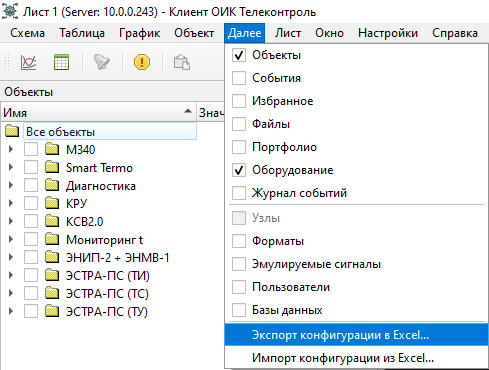 Лист 1 (Server: 10.0.0.243) - Клиент ОИК Телеконтроль
Схема Таблица График Объект Далее Лист Окно Настройки Справка
Объекты
Имя Знач
Все объекты
М340
Smart Termo
Диагностика
КРУ
КСВ2.0
Мониторинг t
ЭНИП-2 + ЭНМВ-1
ЭСТРА-ПС (ТИ)
ЭСТРА-ПС (ТС)
ЭСТРА-ПС (ТУ)
Объекты
События
Избранное
Файлы
Портфолио
Оборудование
Журнал событий
Узлы
Форматы
Эмулируемые сигналы
Пользователи
Базы данных
Экспорт конфигурации в Excel...
Импорт конфигурации из Excel...